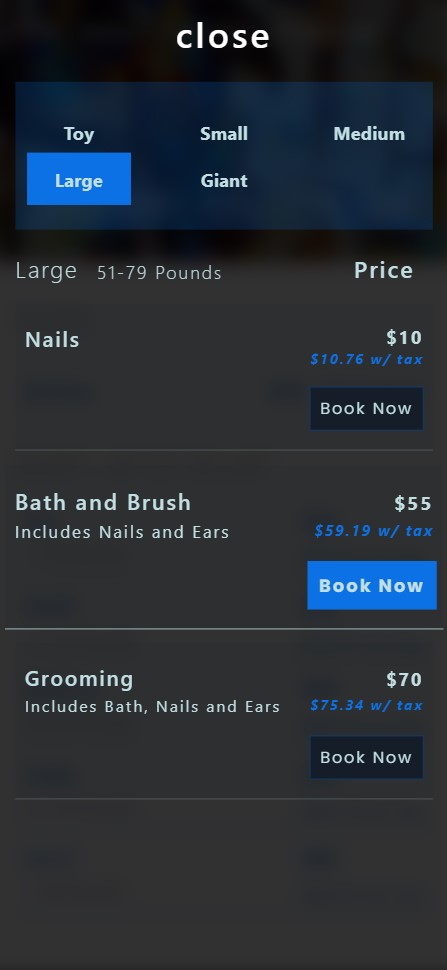 close
Toy Small Medium
Large Giant
Large 51-79 Pounds Price
Nails $10
$10.76 w/ tax
Book Now
Bath and Brush $55
Includes Nails and Ears $59.19 w/ tax
Book Now
Grooming $70
Includes Bath, Nails and Ears $75.34 w/ tax
Book Now